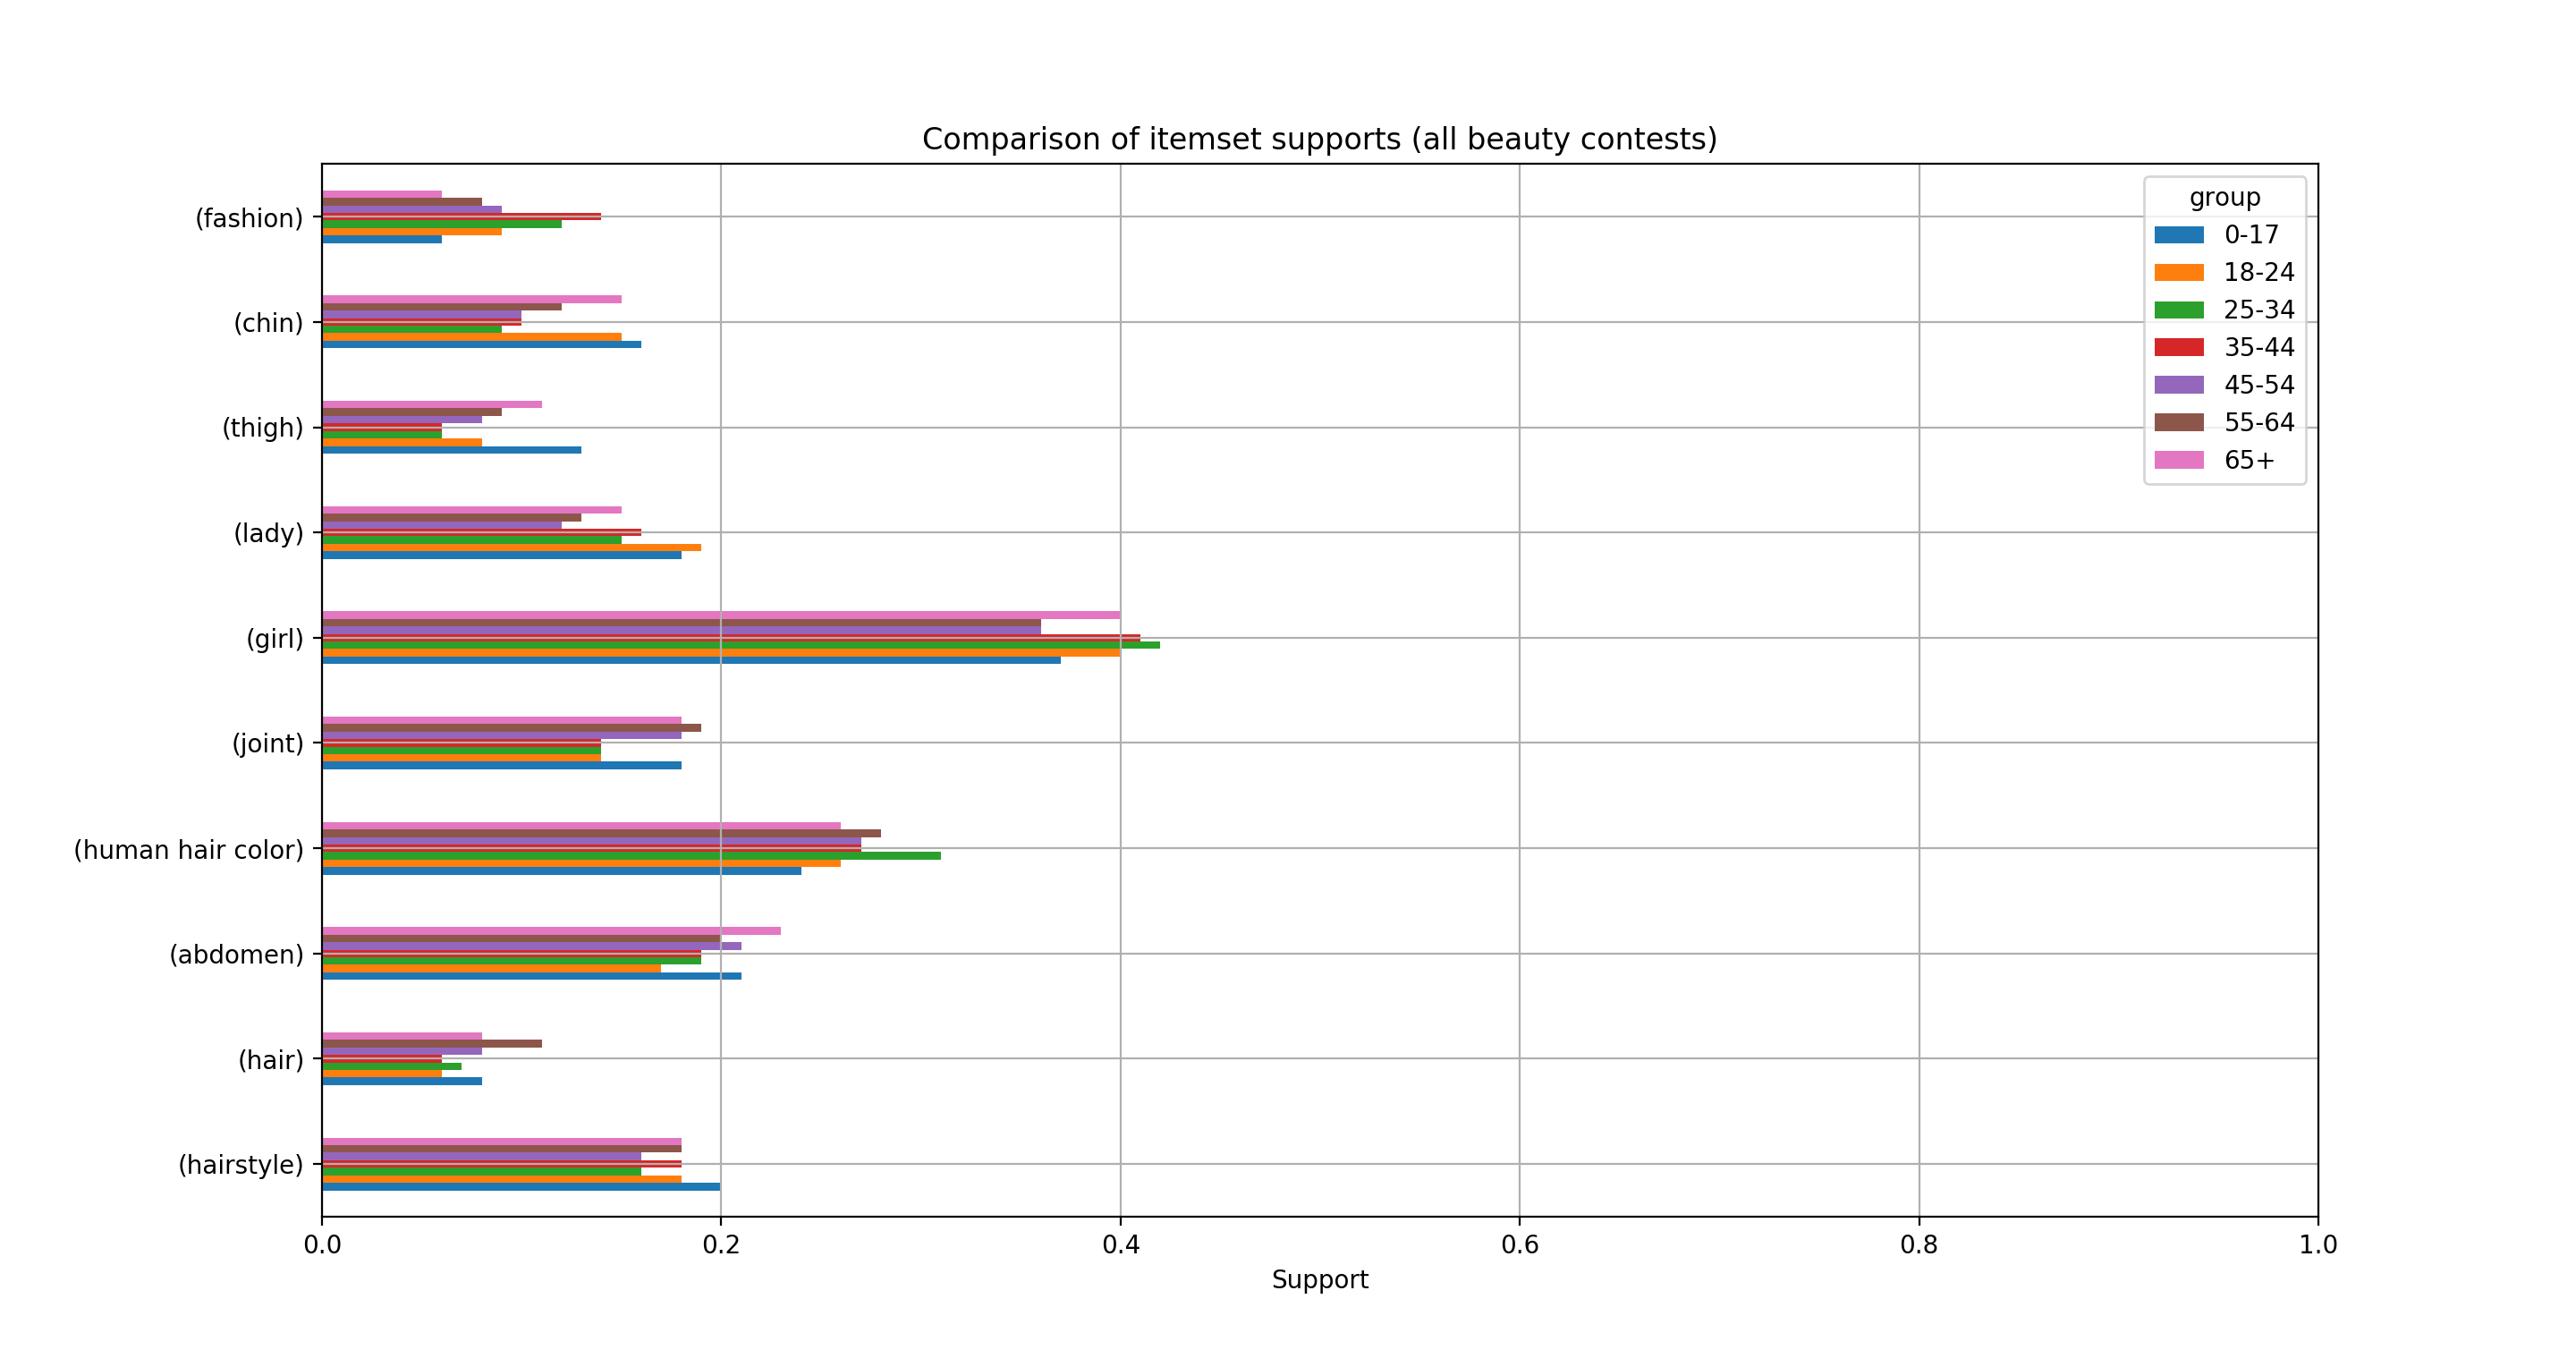 Comparison of itemset supports (all beauty contests)
(fashion)
(chin)
(thigh)
(lady)
(girl)
(joint)
(human hair color)
(abdomen)
(hair)
(hairstyle)
group
0-17
18-24
25-34
35-44
45-54
55-64
65+
0.0 0.2 0.4 0.6 0.8 1.0
Support